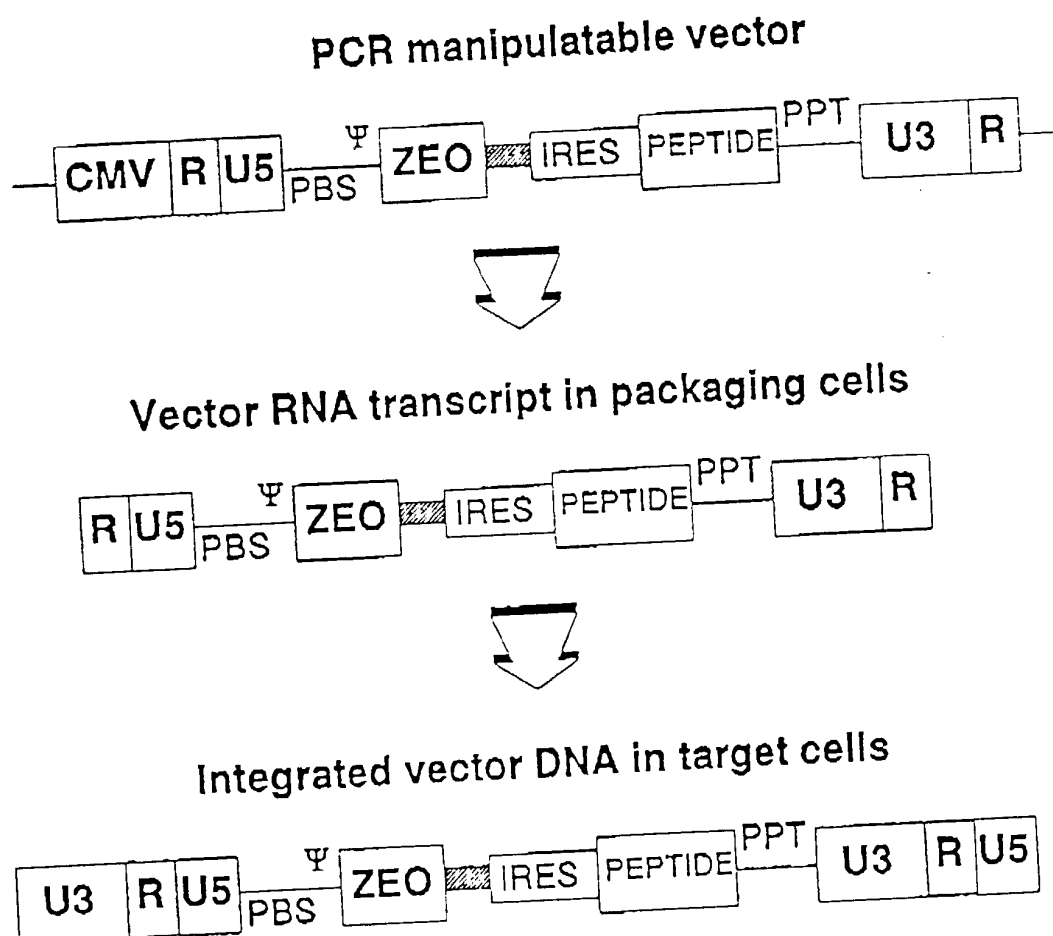 PCR manipulatable vector
CMV R U5 PBS Ψ ZEO IRES PEPTIDE PPT U3 R
Vector RNA transcript in packaging cells
R U5 PBS Ψ ZEO IRES PEPTIDE PPT U3 R
Integrated vector DNA in target cells
U3 R U5 PBS Ψ ZEO IRES PEPTIDE PPT U3 R U5